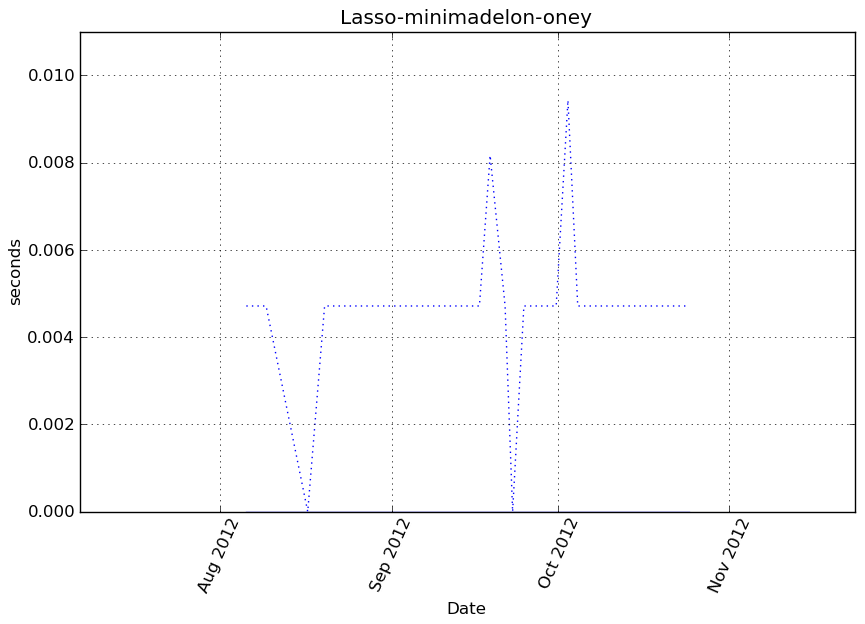 Lasso-minimadelon-oney
0.010
0.008
0.006
0.004
0.002
0.000
seconds
Aug 2012
Sep 2012
Oct 2012
Nov 2012
Date